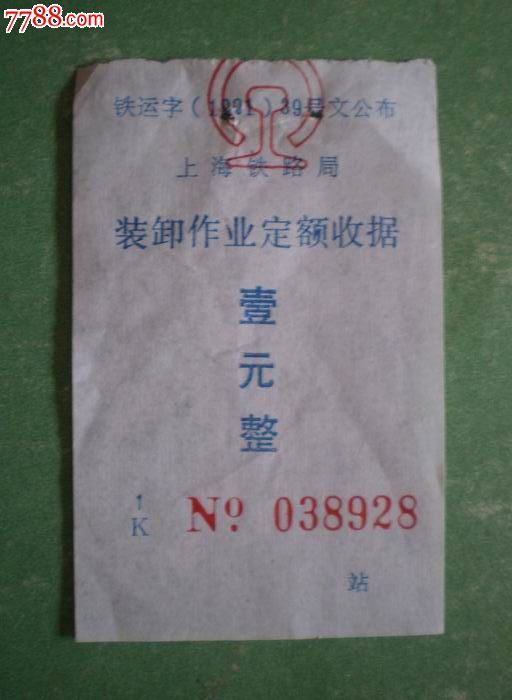 7788.com
铁运字(1991)39号文公布
上海铁路局
装卸作业定额收据
壹
元
整
↑
K
Nº 038928
站